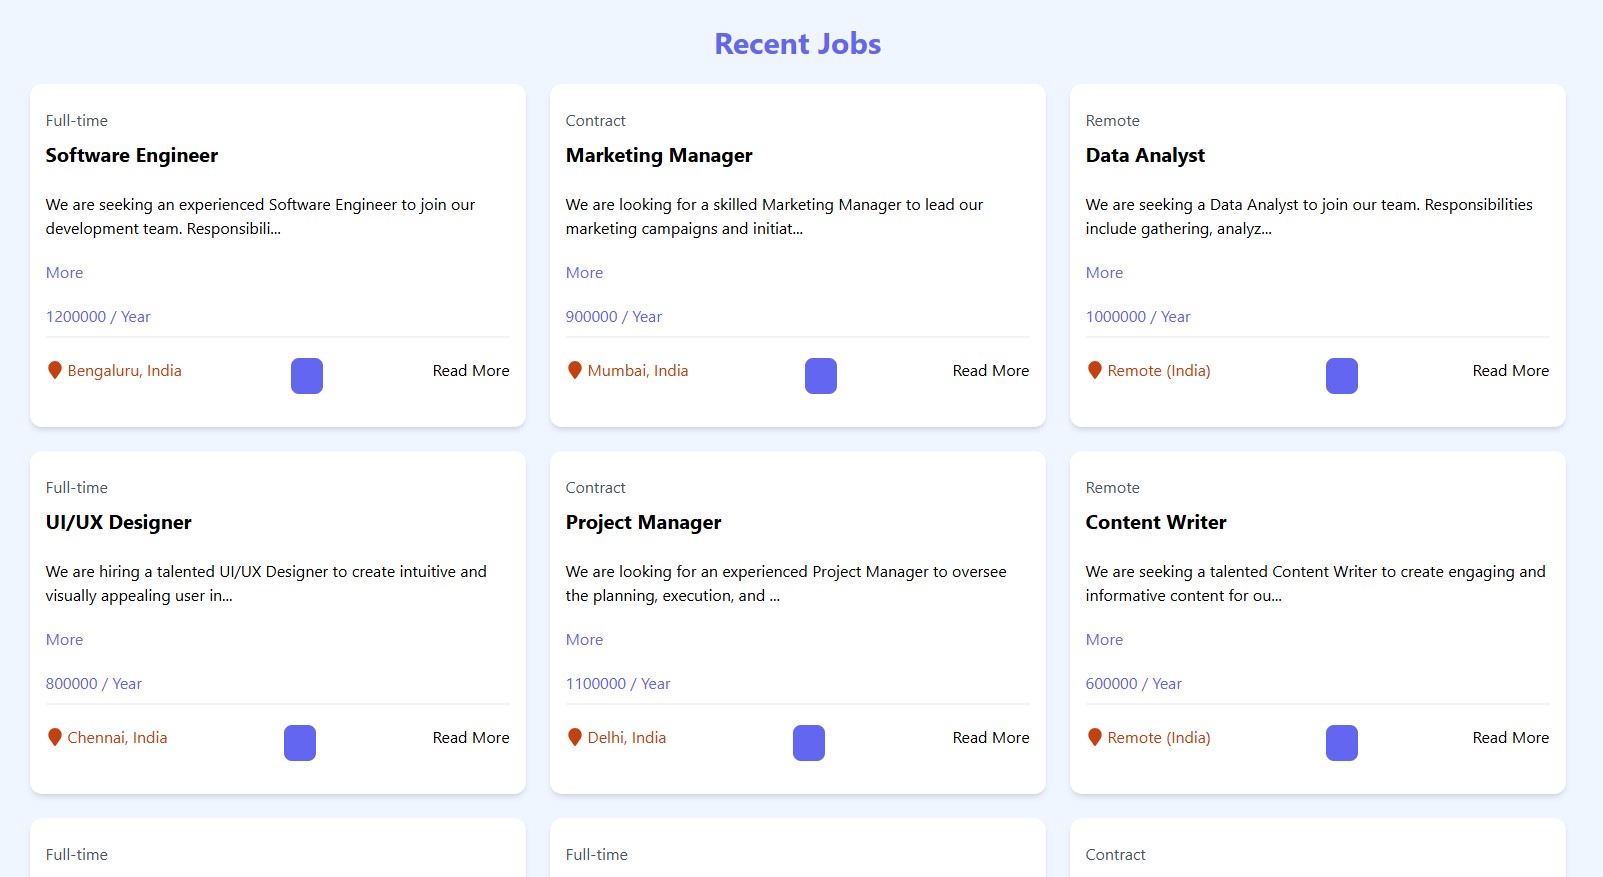 Recent Jobs
Full-time
Software Engineer
We are seeking an experienced Software Engineer to join our
development team. Responsibili...
More
1200000 / Year
Bengaluru, India
Read More
Contract
Marketing Manager
We are looking for a skilled Marketing Manager to lead our
marketing campaigns and initiat...
More
900000 / Year
Mumbai, India
Read More
Remote
Data Analyst
We are seeking a Data Analyst to join our team. Responsibilities
include gathering, analyz...
More
1000000 / Year
Remote (India)
Read More
Full-time
UI/UX Designer
We are hiring a talented UI/UX Designer to create intuitive and
visually appealing user in...
More
800000 / Year
Chennai, India
Read More
Contract
Project Manager
We are looking for an experienced Project Manager to oversee
the planning, execution, and ...
More
1100000 / Year
Delhi, India
Read More
Remote
Content Writer
We are seeking a talented Content Writer to create engaging and
informative content for ou...
More
600000 / Year
Remote (India)
Read More
Full-time
Full-time
Contract